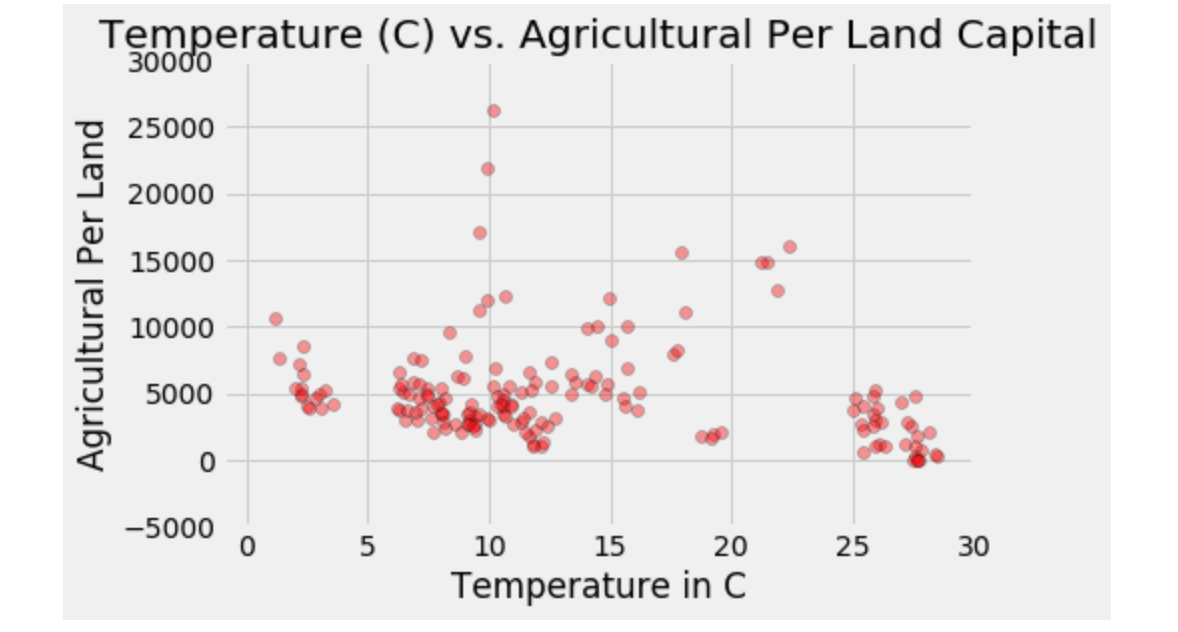 Temperature (C) vs. Agricultural Per Land Capital
30000
25000
20000
15000
10000
5000
0
−5000
Agricultural Per Land
0 5 10 15 20 25 30
Temperature in C